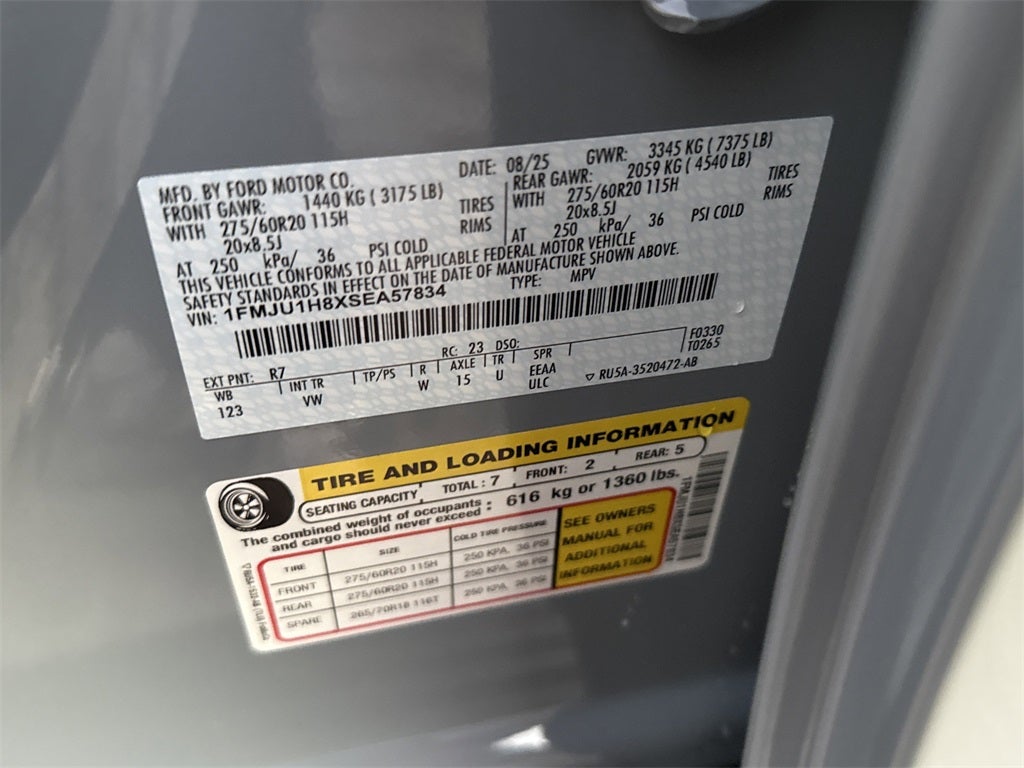 MFD. BY FORD MOTOR CO. DATE: 08/25 GVWR: 3345 KG ( 7375 LB)
FRONT GAWR: 1440 KG ( 3175 LB) REAR GAWR: 2059 KG ( 4540 LB)
WITH 275/60R20 115H TIRES WITH 275/60R20 115H TIRES
20x8.5J RIMS 20x8.5J RIMS
AT 250 kPa/ 36 PSI COLD AT 250 kPa/ 36 PSI COLD
THIS VEHICLE CONFORMS TO ALL APPLICABLE FEDERAL MOTOR VEHICLE
SAFETY STANDARDS IN EFFECT ON THE DATE OF MANUFACTURE SHOWN ABOVE.
VIN: 1FMJU1H8XSEA57834 TYPE: MPV
F0330
T0265
EXT PNT: R7 RC: 23 DSO:
WB INT TR TP/PS R AXLE TR SPR
123 VW W 15 U EEAA
ULC
▽ RU5A-3520472-AB
TIRE AND LOADING INFORMATION
SEATING CAPACITY TOTAL : 7 FRONT: 2 REAR: 5
The combined weight of occupants and cargo should never exceed : 616 kg or 1360 lbs.
TIRE SIZE COLD TIRE PRESSURE
FRONT 275/60R20 115H 250 KPA, 36 PSI
REAR 275/60R20 115H 250 KPA, 36 PSI
SPARE 265/70R18 116T 250 KPA, 36 PSI
SEE OWNERS
MANUAL FOR
ADDITIONAL
INFORMATION